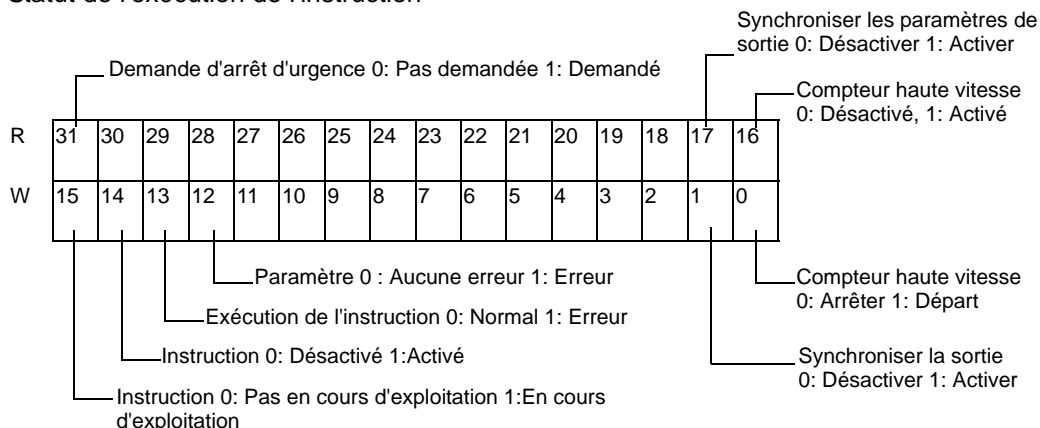 Statut de l'exécution de l'instruction
Synchroniser les paramètres de
sortie 0: Désactiver 1: Activer
Demande d'arrêt d'urgence 0: Pas demandée 1: Demandé
Compteur haute vitesse
0: Désactivé, 1: Activé
R 31 30 29 28 27 26 25 24 23 22 21 20 19 18 17 16
W 15 14 13 12 11 10 9 8 7 6 5 4 3 2 1 0
Paramètre 0 : Aucune erreur 1: Erreur
Compteur haute vitesse
0: Arrêter 1: Départ
Exécution de l'instruction 0: Normal 1: Erreur
Instruction 0: Désactivé 1:Activé
Synchroniser la sortie
0: Désactiver 1: Activer
Instruction 0: Pas en cours d'exploitation 1:En cours
d'exploitation